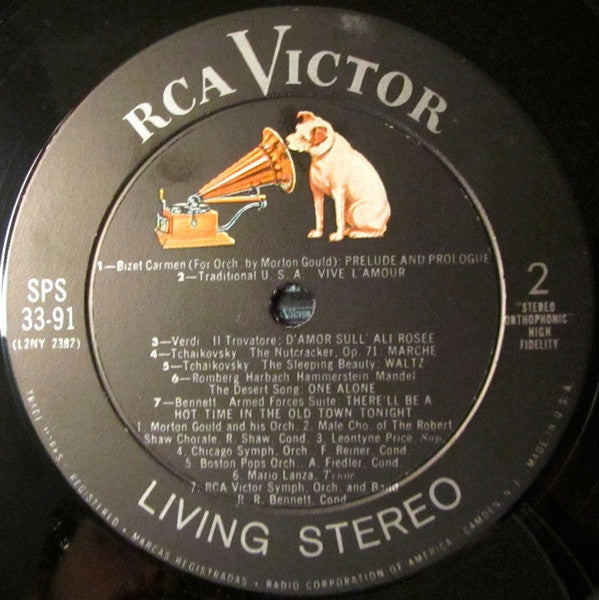 RCA VICTOR
1—Bizet Carmen (For Orch. by Morton Gould): PRELUDE AND PROLOGUE
2—Traditional U. S. A. VIVE L'AMOUR
SPS
33-91
(L2NY 2382)
2
"STEREO
ORTHOPHONIC"
HIGH
FIDELITY
VICTOR
3—Verdi Il Trovatore: D'AMOR SULL' ALI ROSEE
4—Tchaikovsky The Nutcracker, Op. 71: MARCHE
5—Tchaikovsky The Sleeping Beauty: WALTZ
6—Romberg Harbach Hammerstein Mandel
The Desert Song: ONE ALONE
7—Bennett Armed Forces Suite: THERE'LL BE A
HOT TIME IN THE OLD TOWN TONIGHT
1. Morton Gould and his Orch. 2. Male Cho. of The Robert
Shaw Chorale, R. Shaw, Cond. 3. Leontyne Price,
4. Chicago Symph. Orch., F. Reiner, Cond.
5. Boston Pops Orch., A. Fiedler, Cond
6. Mario Lanza,
7. RCA Victor Symph. Orch. and Band
R. R. Bennett, Cond
LIVING STEREO
REGISTERED • MARCAS REGISTRADAS • RADIO CORPORATION OF AMERICA - CAMDEN, N. MADE IN U.S.A.